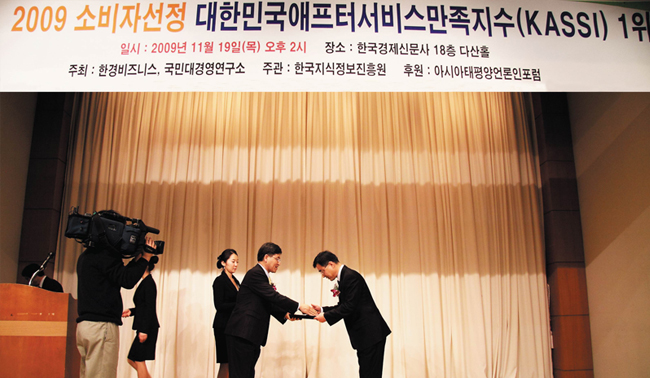 2009 소비자선정 대한민국애프터서비스만족지수(KASSI) 1위
일시 : 2009년 11월 19일(목) 오후 2시 장소 : 한국경제신문사 18층 다산홀
주최 : 한경비즈니스, 국민대경영연구소 주관 : 한국지식정보진흥원 후원 : 아시아태평양언론인포럼